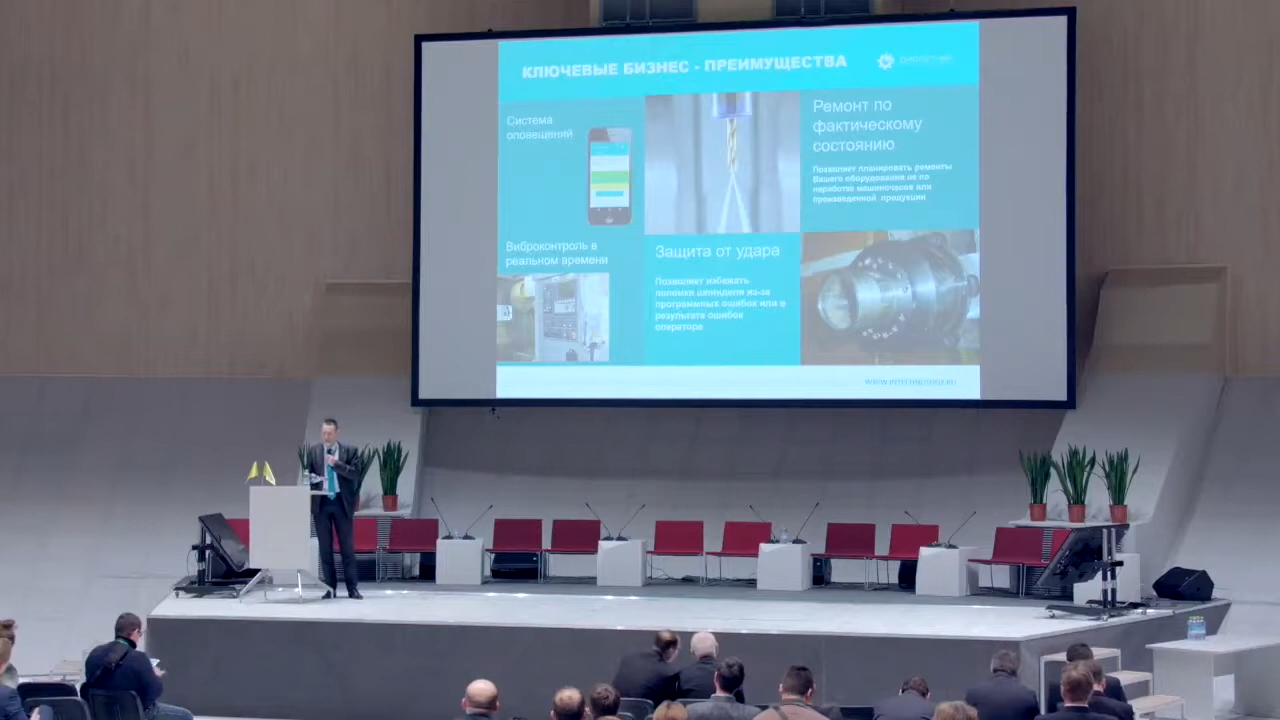 КЛЮЧЕВЫЕ БИЗНЕС - ПРЕИМУЩЕСТВА
Система
оповещений
Ремонт по
фактическому
состоянию
Позволяет планировать ремонты
Вашего оборудования не по
наработке машиночасов или
произведенной продукции
Виброконтроль в
реальном времени
Защита от удара
Позволяет избежать
поломки шпинделя из-за
программных ошибок или в
результате ошибок
оператора